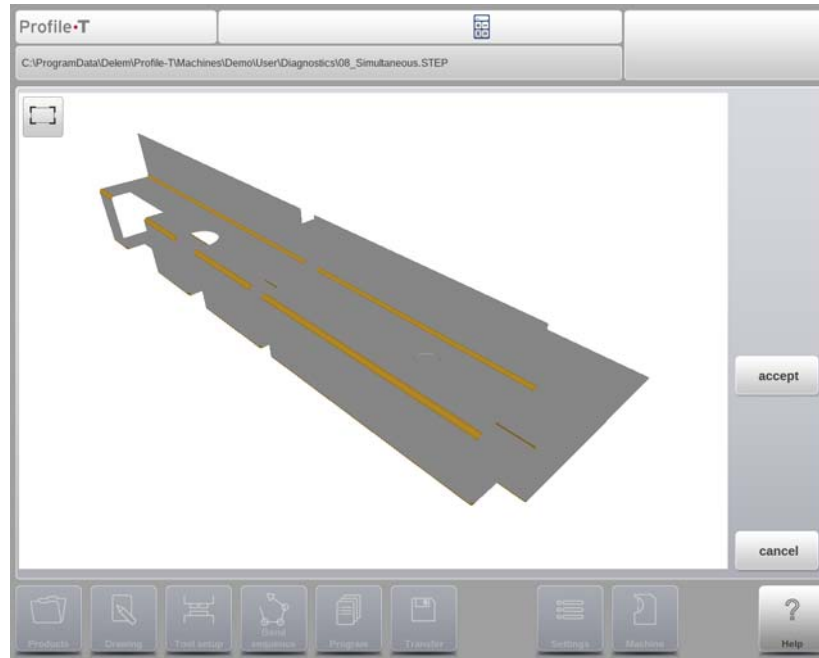 Profile·T
C:\ProgramData\Delem\Profile-T\Machines\Demo\User\Diagnostics\08_Simultaneous.STEP
accept
cancel
Products
Drawing
Tool setup
Bend
sequence
Program
Transfer
Settings
Machine
?
Help